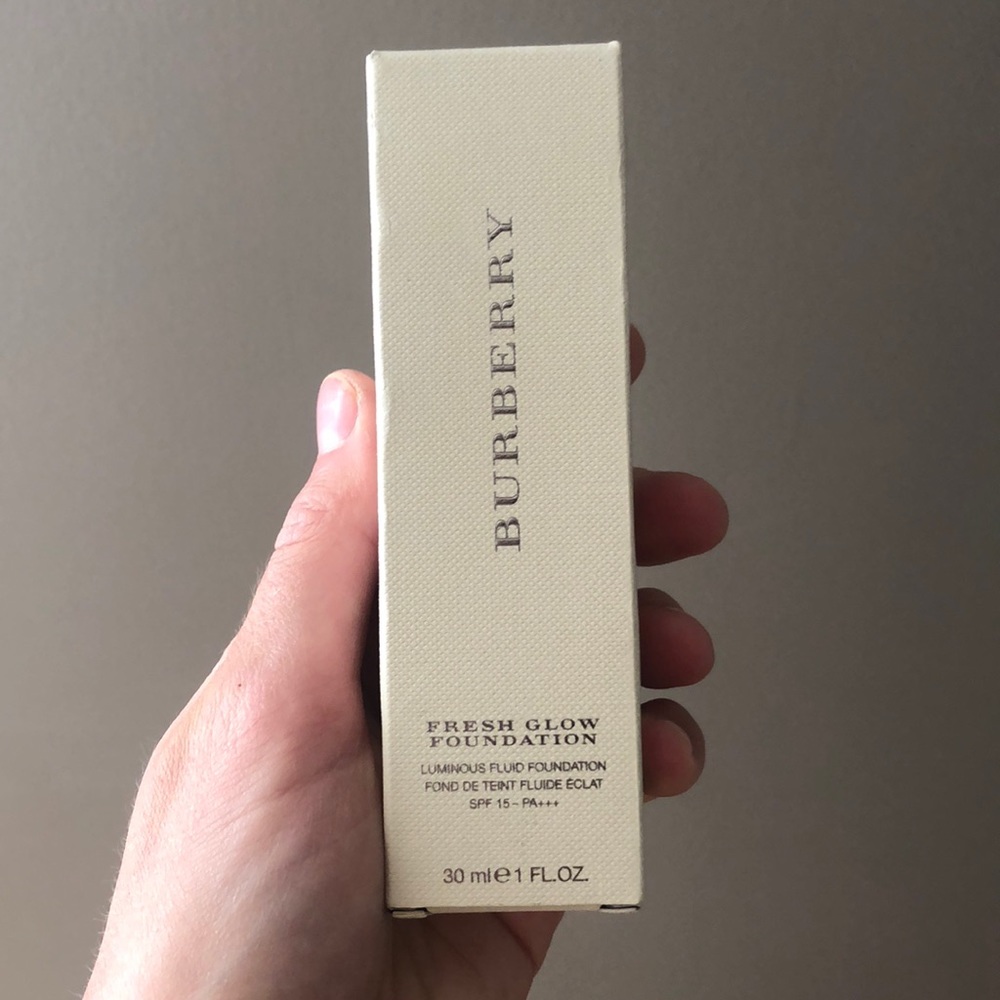 BURBERRY
FRESH GLOW
FOUNDATION
LUMINOUS FLUID FOUNDATION
FOND DE TEINT FLUIDE ÉCLAT
SPF 15 - PA+++
30 ml e 1 FL.OZ.